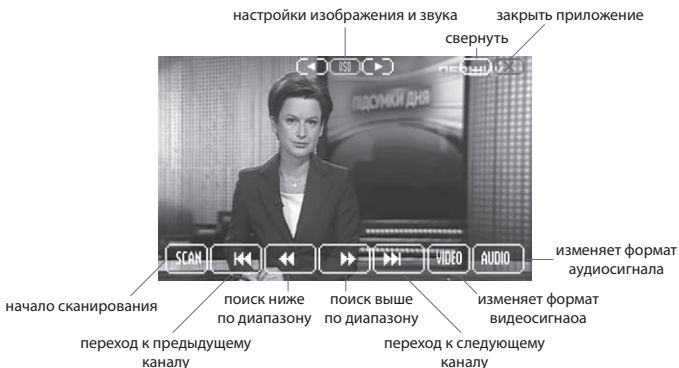 настройки изображения и звука
закрыть приложение
свернуть
OSD
X
ПІДСУМКИ ДНЯ
SCAN
VIDEO
AUDIO
изменяет формат
аудиосигнала
начало сканирования
поиск ниже
по диапазону
поиск выше
по диапазону
изменяет формат
видеосигнаоа
переход к предыдущему
каналу
переход к следующему
каналу